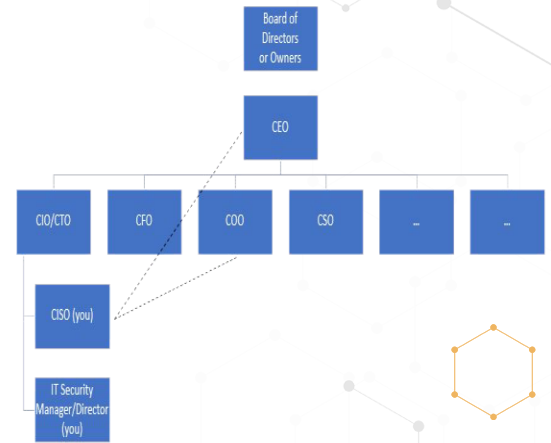 Board of
Directors
or Owners
CEO
CIO/CTO
CFO
COO
CSO
...
...
CISO (you)
IT Security
Manager/Director
(you)